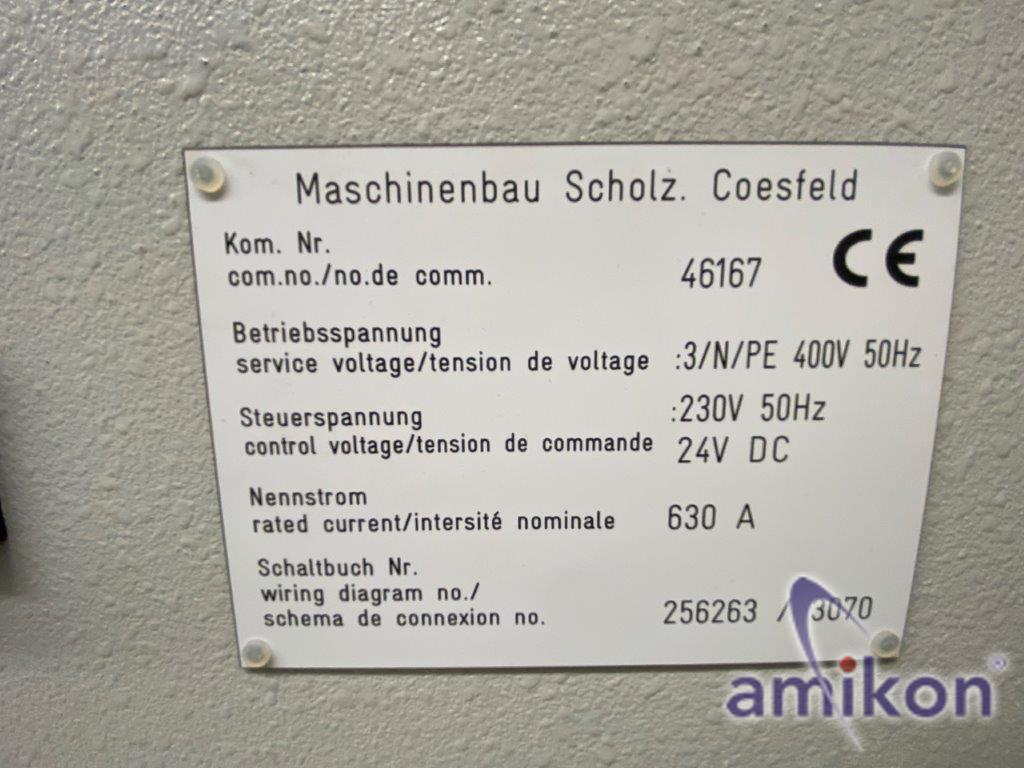 Maschinenbau Scholz. Coesfeld
Kom. Nr.
com.no./no.de comm. 46167 CE
Betriebsspannung
service voltage/tension de voltage :3/N/PE 400V 50Hz
Steuerspannung :230V 50Hz
control voltage/tension de commande 24V DC
Nennstrom
rated current/intersité nominale 630 A
Schaltbuch Nr.
wiring diagram no./
schema de connexion no. 256263 / 3070
amikon®